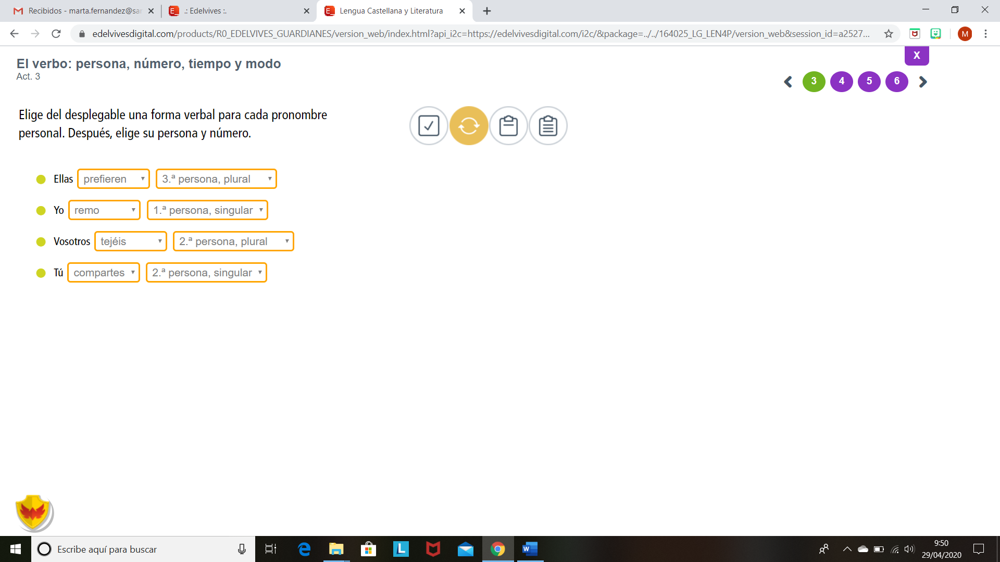 Recibidos - marta.fernandez@sar
.: Edelvives :.
Lengua Castellana y Literatura
edelvivesdigital.com/products/R0_EDELVIVES_GUARDIANES/version_web/index.html?api_i2c=https://edelvivesdigital.com/i2c/&package=../../164025_LG_LEN4P/version_web&session_id=a2527...
M
X
El verbo: persona, número, tiempo y modo
Act. 3
3 4 5 6
Elige del desplegable una forma verbal para cada pronombre
personal. Después, elige su persona y número.
Ellas prefieren 3.ª persona, plural
Yo remo 1.ª persona, singular
Vosotros tejéis 2.ª persona, plural
Tú compartes 2.ª persona, singular
Escribe aquí para buscar
9:50
29/04/2020